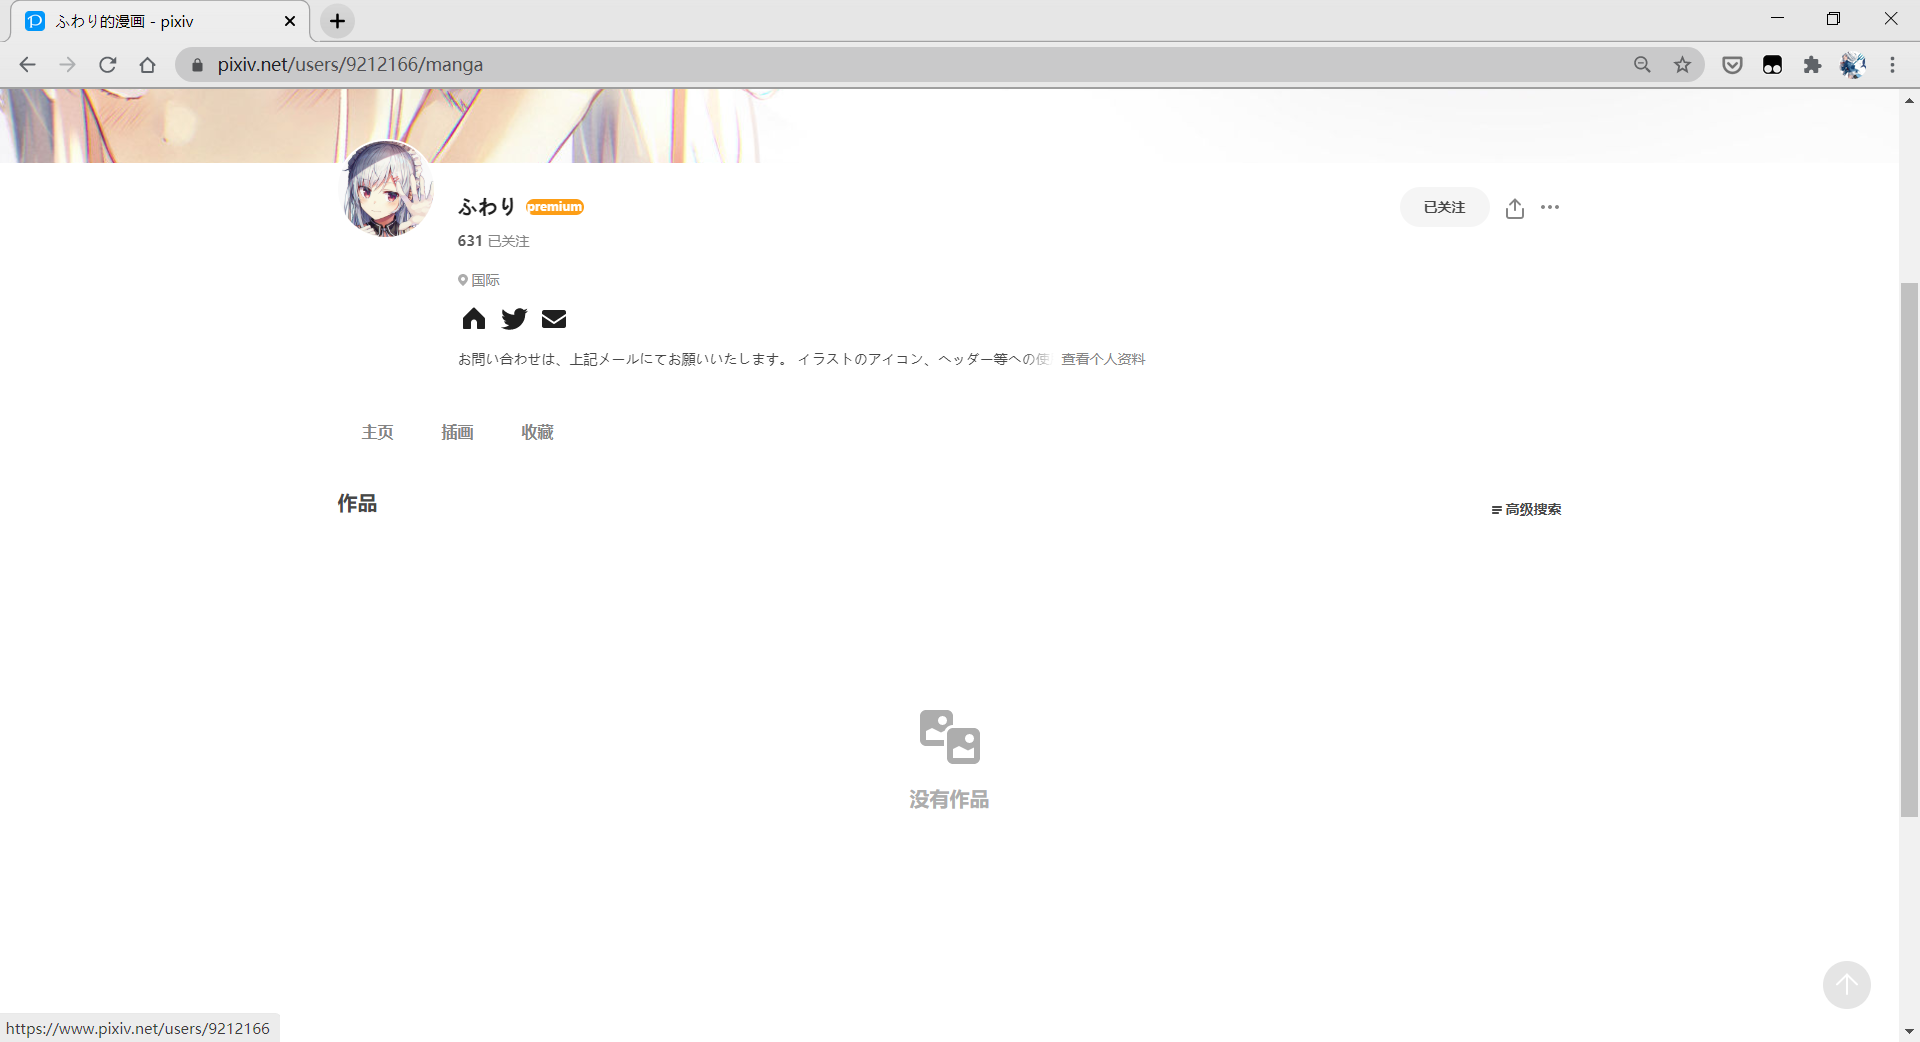 ふわり的漫画 - pixiv
pixiv.net/users/9212166/manga
ふわり premium
已关注
631 已关注
国际
お問い合わせは、上記メールにてお願いいたします。 イラストのアイコン、ヘッダー等への使 查看个人资料
主页 插画 收藏
作品
高级搜索
没有作品
https://www.pixiv.net/users/9212166